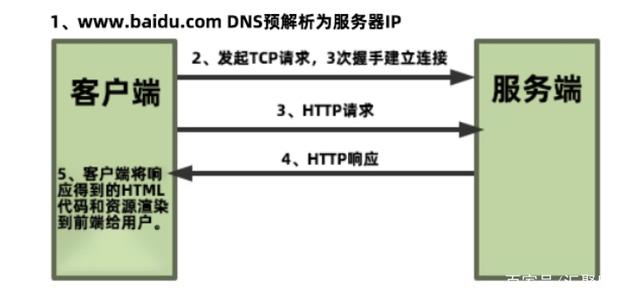 1、www.baidu.com DNS预解析为服务器IP
2、发起TCP请求，3次握手建立连接
客户端
服务端
3、HTTP请求
4、HTTP响应
5、客户端将响
应得到的HTML
代码和资源渲染
到前端给用户。